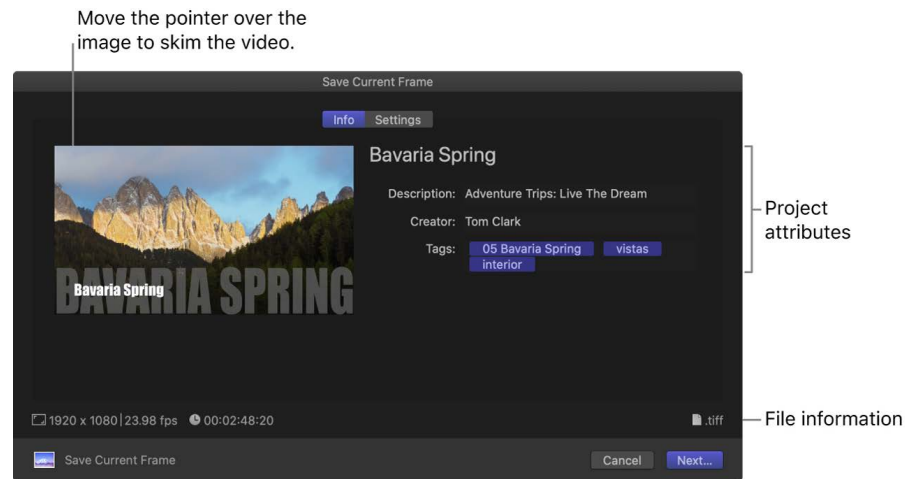 Move the pointer over the
image to skim the video.
Save Current Frame
Info Settings
Bavaria Spring
Description: Adventure Trips: Live The Dream
Creator: Tom Clark
Tags: 05 Bavaria Spring vistas
interior
BAVARIA SPRING
Bavaria Spring
Project
attributes
1920 x 1080|23.98 fps 00:02:48:20
.tiff
File information
Save Current Frame
Cancel Next...